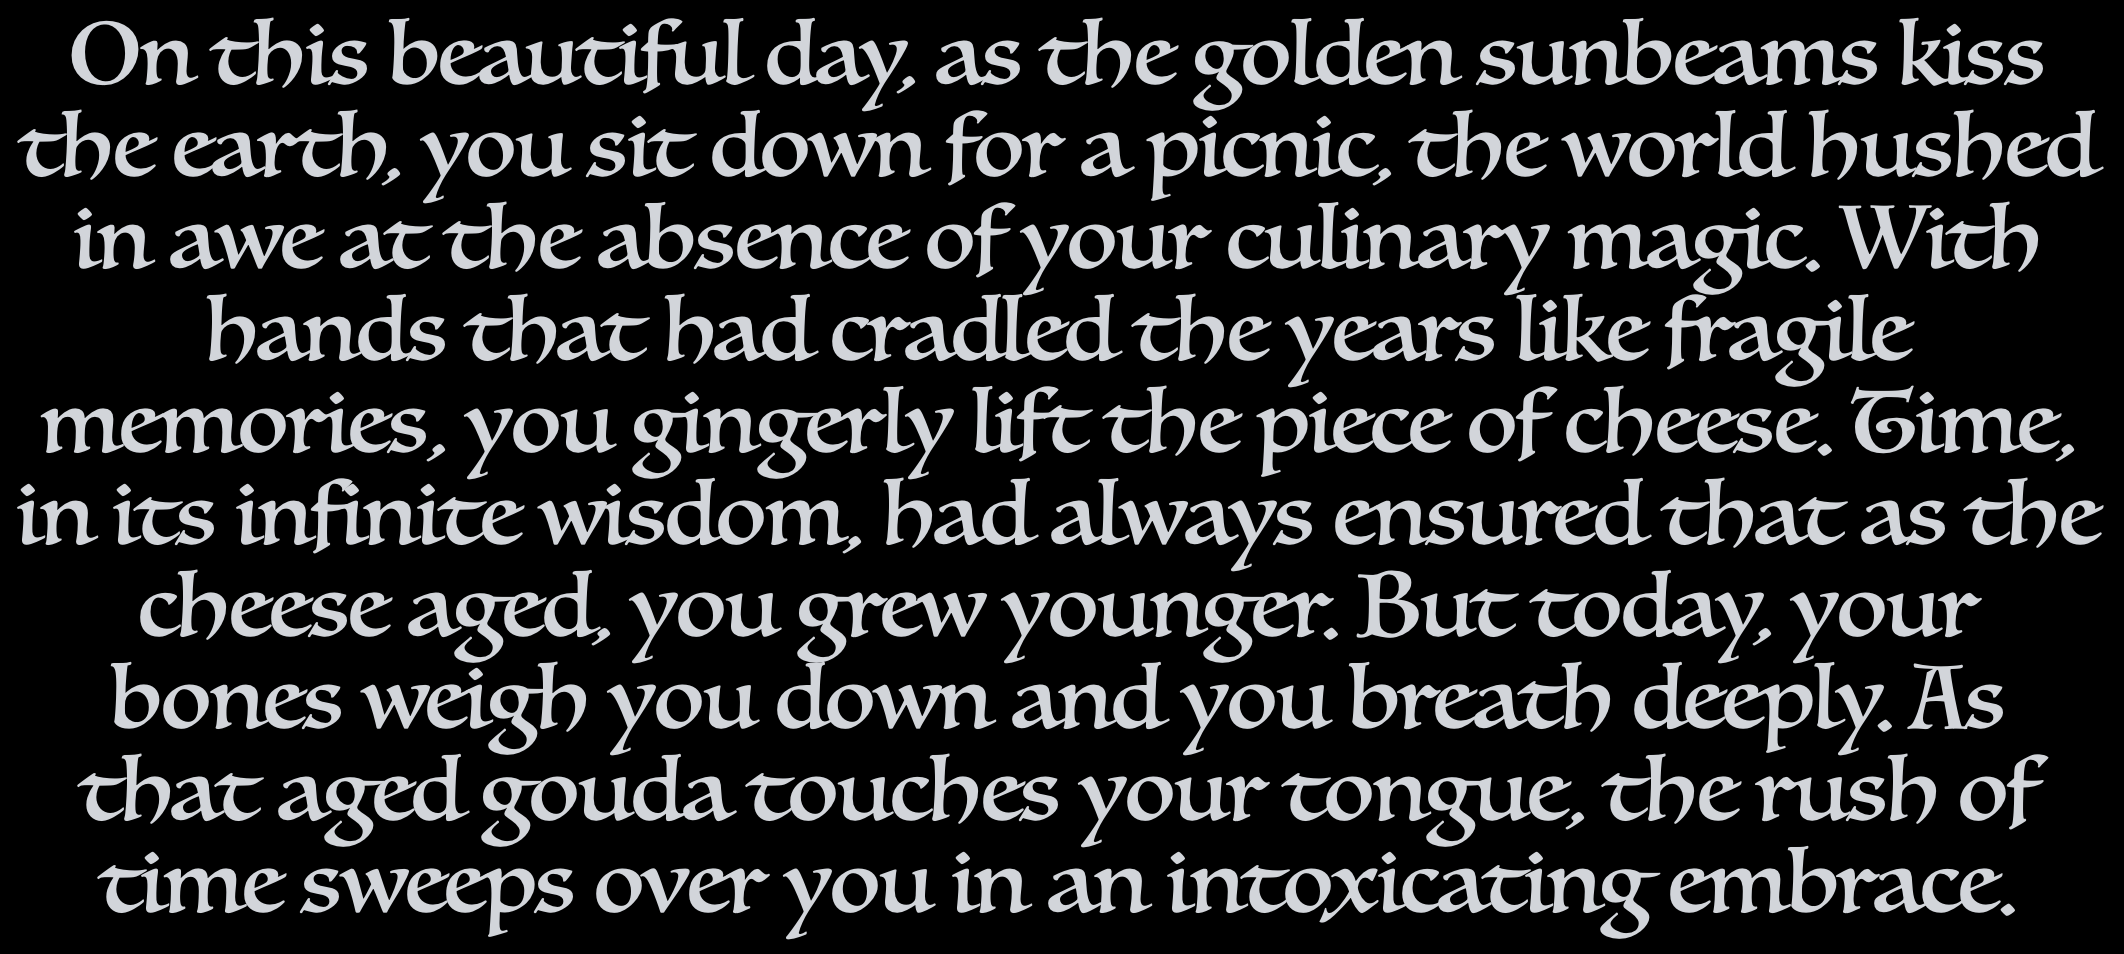 On this beautiful day, as the golden sunbeams kiss
the earth, you sit down for a picnic, the world hushed
in awe at the absence of your culinary magic. With
hands that had cradled the years like fragile
memories, you gingerly lift the piece of cheese. Time,
in its infinite wisdom, had always ensured that as the
cheese aged, you grew younger. But today, your
bones weigh you down and you breath deeply. As
that aged gouda touches your tongue, the rush of
time sweeps over you in an intoxicating embrace.